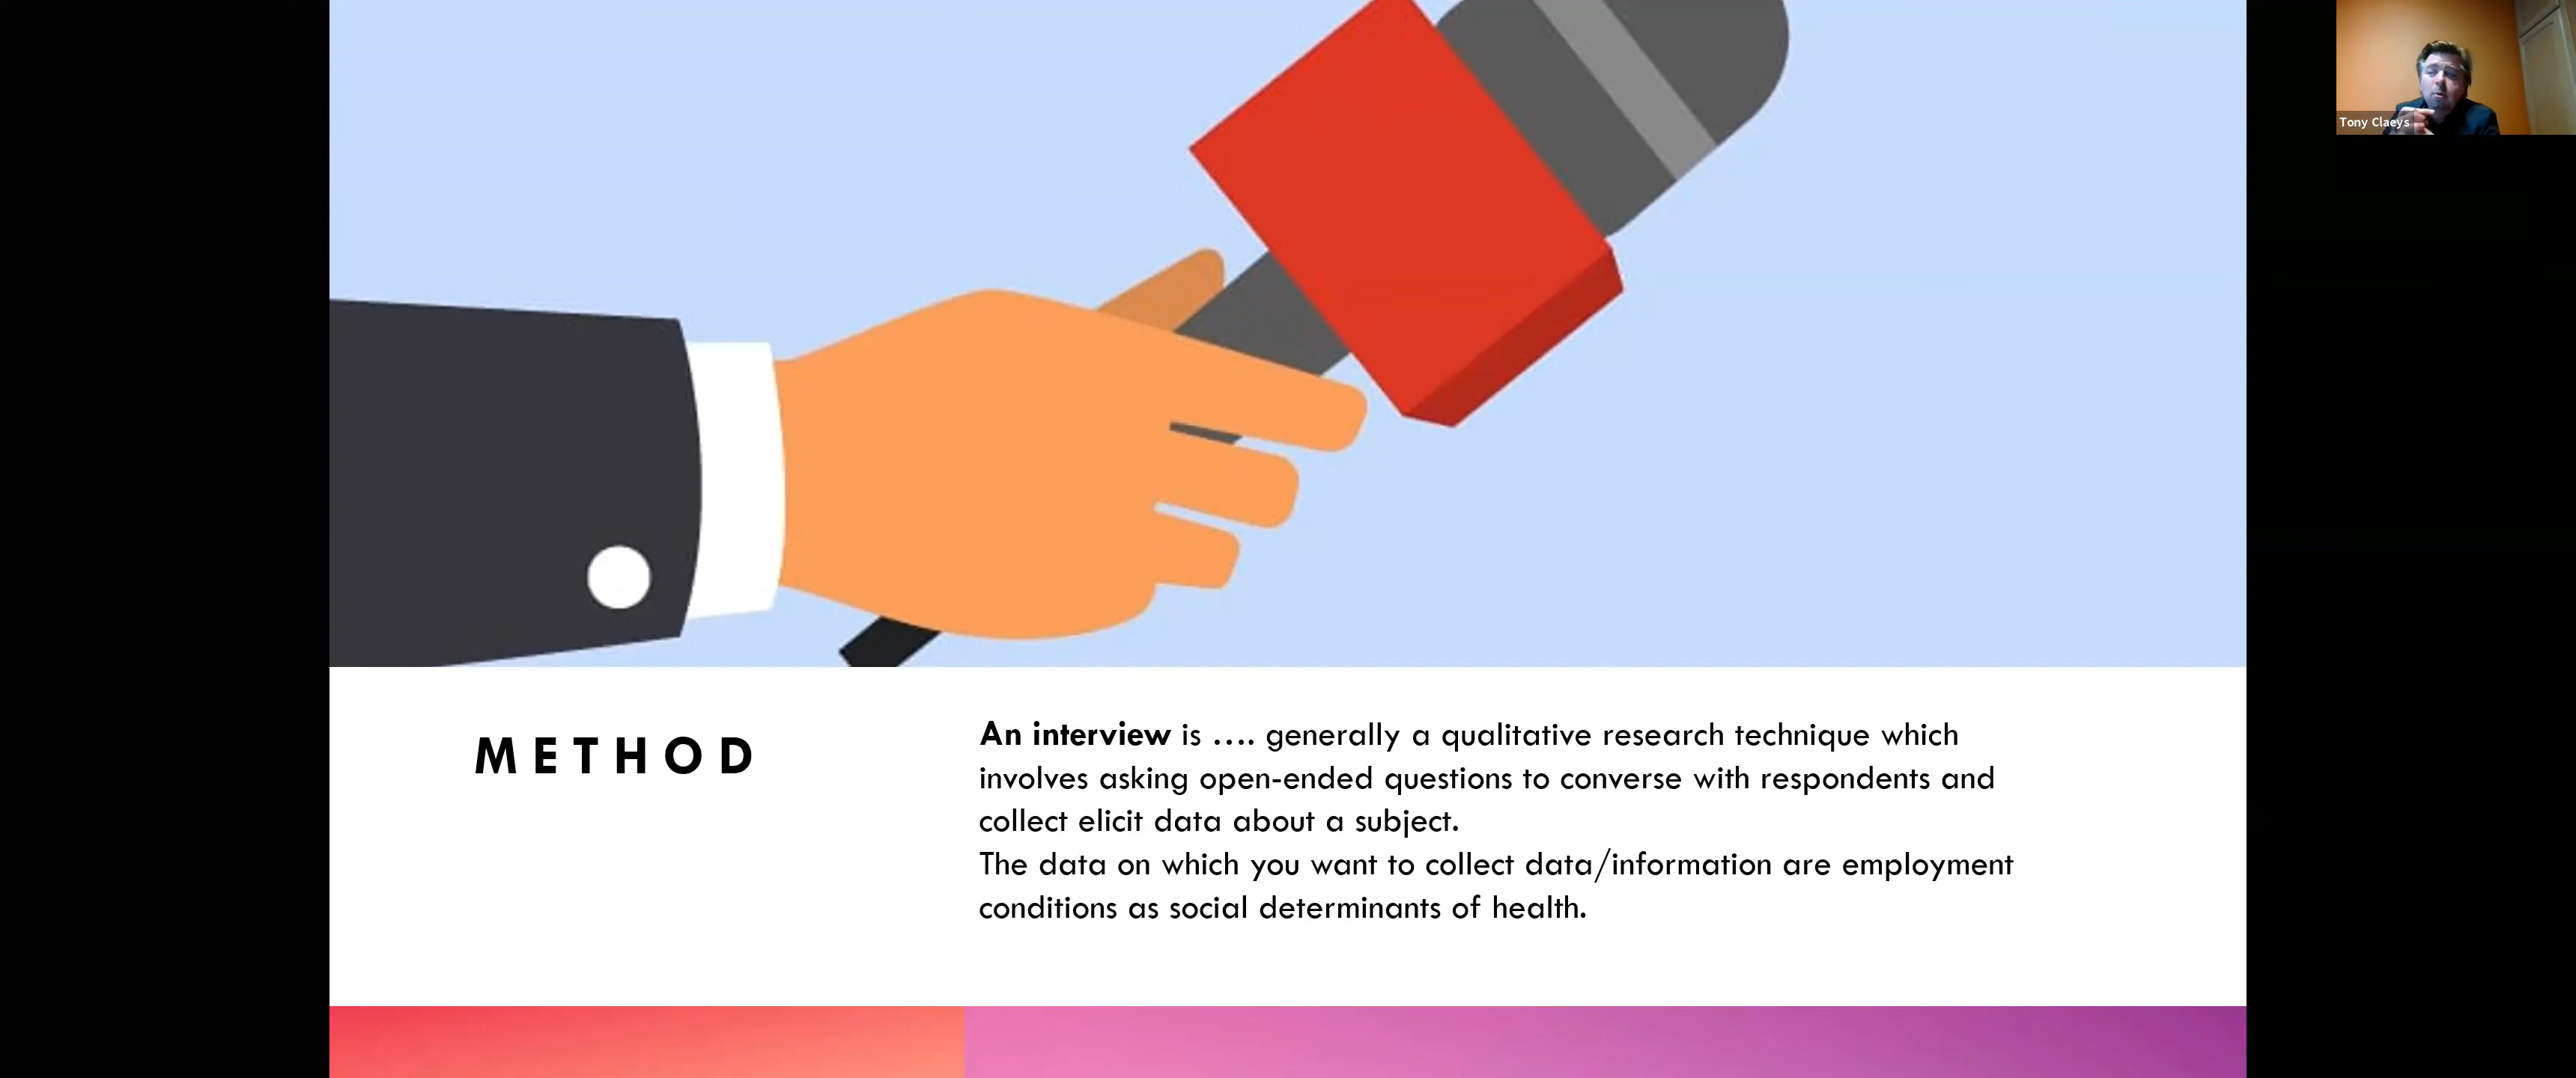 Tony Claeys
METHOD
An interview is .... generally a qualitative research technique which
involves asking open-ended questions to converse with respondents and
collect elicit data about a subject.
The data on which you want to collect data/information are employment
conditions as social determinants of health.